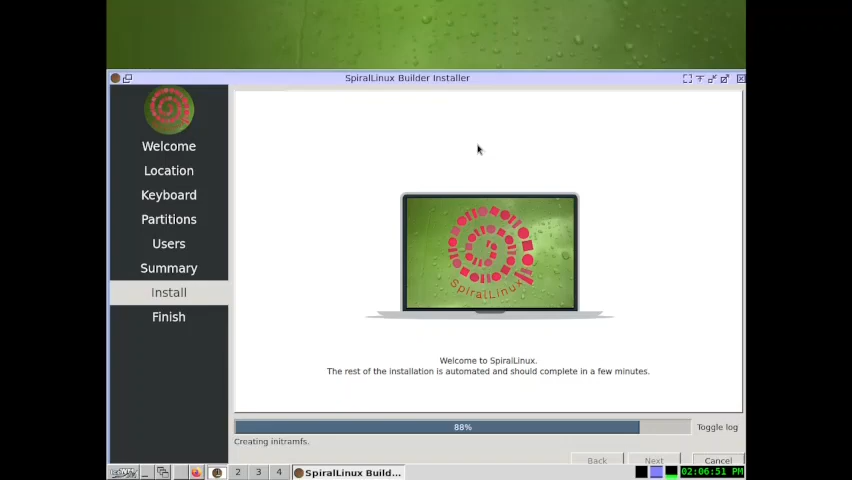 SpiralLinux Builder Installer
Welcome
Location
Keyboard
Partitions
Users
Summary
Install
Finish
SpiralLinux
Welcome to SpiralLinux.
The rest of the installation is automated and should complete in a few minutes.
88%
Toggle log
Creating initramfs.
Back
Next
Cancel
2
3
4
SpiralLinux Build...
02:06:51 PM